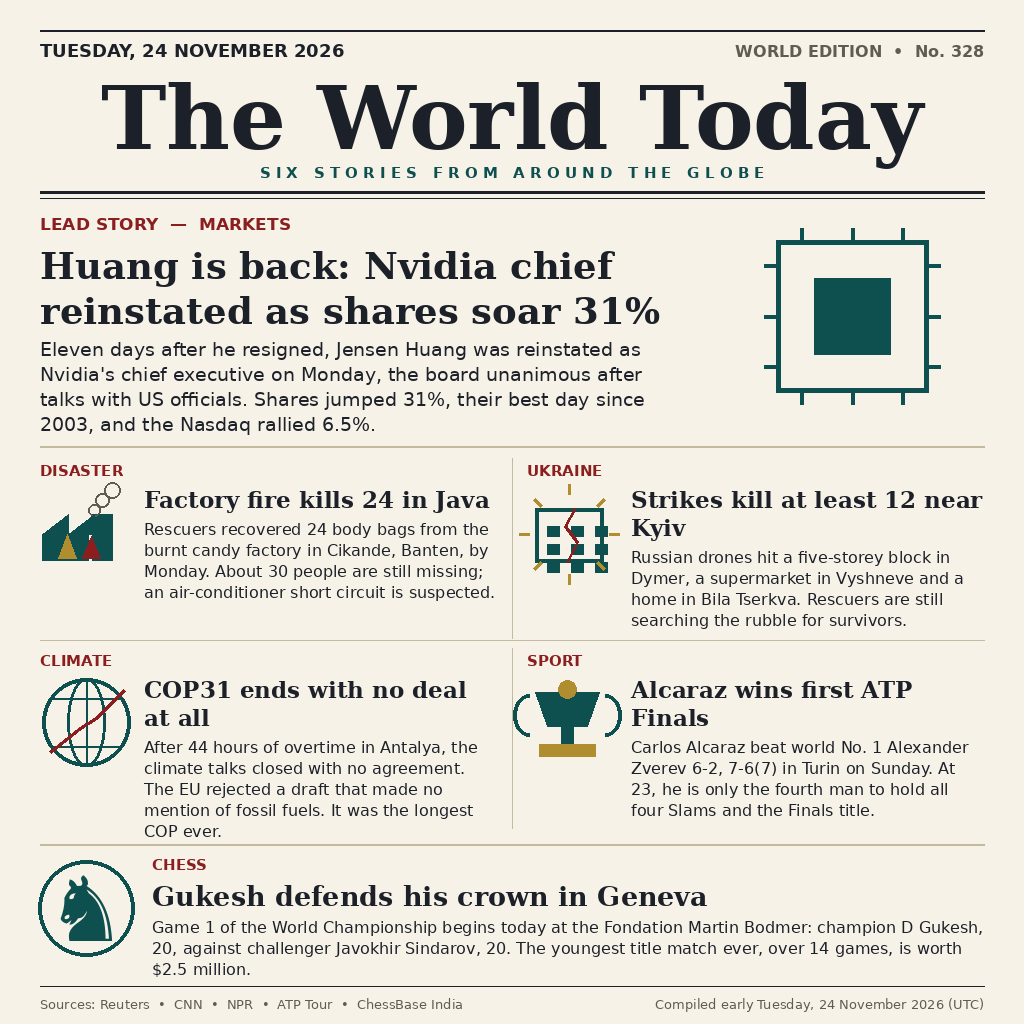 TUESDAY, 24 NOVEMBER 2026
WORLD EDITION • No. 328
The World Today
SIX STORIES FROM AROUND THE GLOBE
LEAD STORY — MARKETS
Huang is back: Nvidia chief
reinstated as shares soar 31%
Eleven days after he resigned, Jensen Huang was reinstated as
Nvidia's chief executive on Monday, the board unanimous after
talks with US officials. Shares jumped 31%, their best day since
2003, and the Nasdaq rallied 6.5%.
DISASTER
Factory fire kills 24 in Java
Rescuers recovered 24 body bags from the
burnt candy factory in Cikande, Banten, by
Monday. About 30 people are still missing;
an air-conditioner short circuit is suspected.
UKRAINE
Strikes kill at least 12 near
Kyiv
Russian drones hit a five-storey block in
Dymer, a supermarket in Vyshneve and a
home in Bila Tserkva. Rescuers are still
searching the rubble for survivors.
CLIMATE
COP31 ends with no deal
at all
After 44 hours of overtime in Antalya, the
climate talks closed with no agreement.
The EU rejected a draft that made no
mention of fossil fuels. It was the longest
COP ever.
SPORT
Alcaraz wins first ATP
Finals
Carlos Alcaraz beat world No. 1 Alexander
Zverev 6-2, 7-6(7) in Turin on Sunday. At
23, he is only the fourth man to hold all
four Slams and the Finals title.
CHESS
Gukesh defends his crown in Geneva
Game 1 of the World Championship begins today at the Fondation Martin Bodmer: champion D Gukesh,
20, against challenger Javokhir Sindarov, 20. The youngest title match ever, over 14 games, is worth
$2.5 million.
Sources: Reuters • CNN • NPR • ATP Tour • ChessBase India
Compiled early Tuesday, 24 November 2026 (UTC)